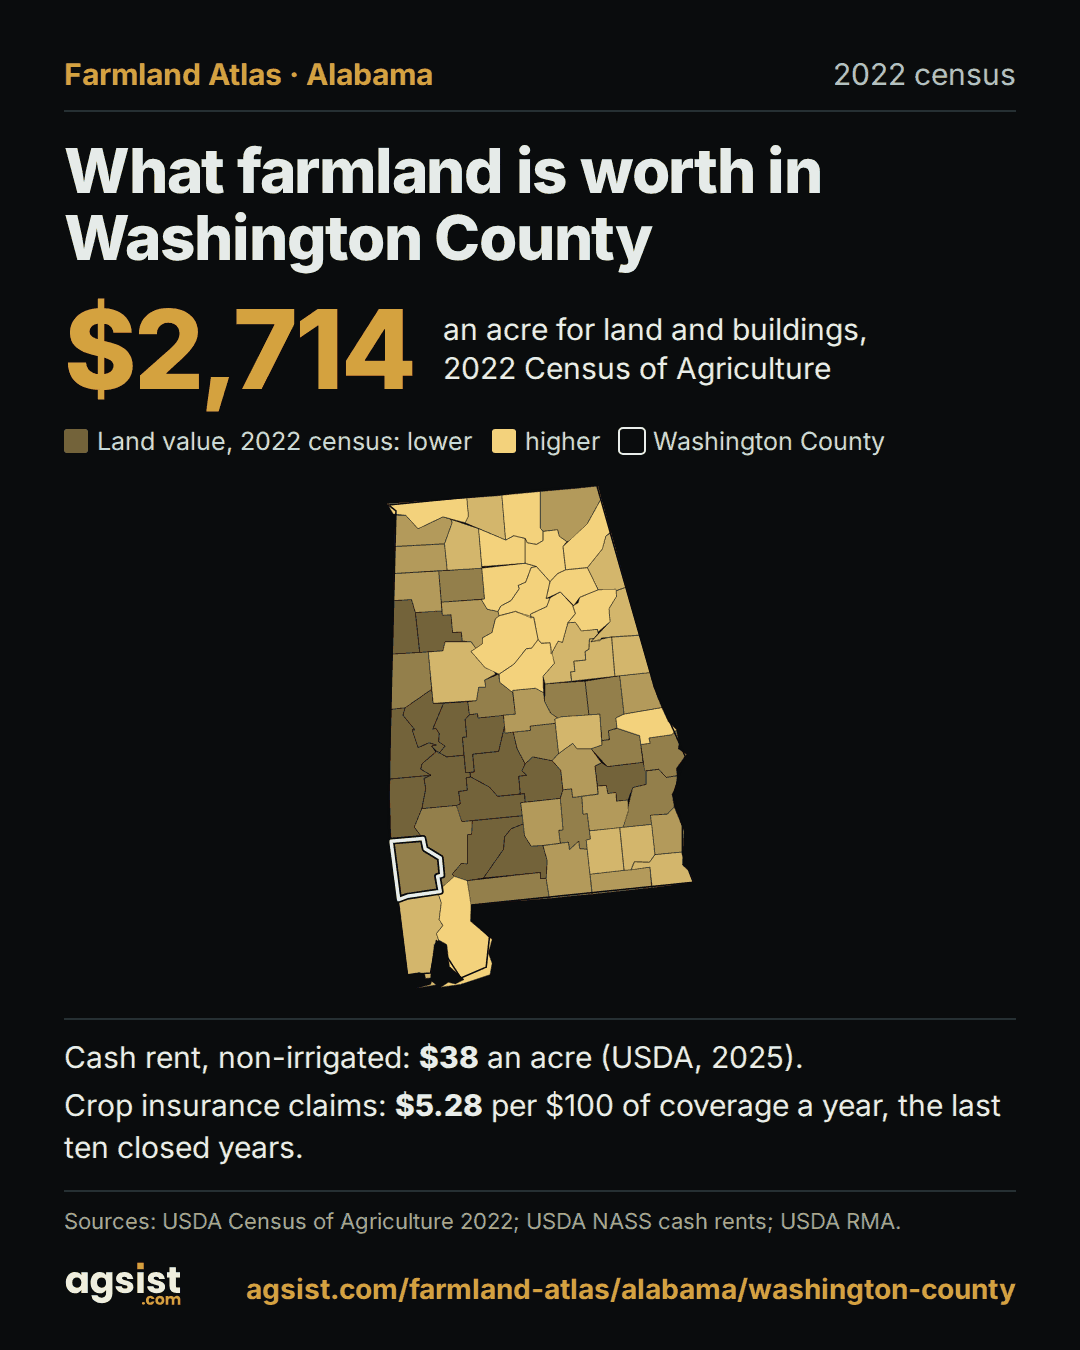 Farmland Atlas · Alabama
2022 census
What farmland is worth in
Washington County
$2,714
an acre for land and buildings,
2022 Census of Agriculture
Land value, 2022 census: lower
higher
Washington County
Cash rent, non-irrigated: $38 an acre (USDA, 2025).
Crop insurance claims: $5.28 per $100 of coverage a year, the last
ten closed years.
Sources: USDA Census of Agriculture 2022; USDA NASS cash rents; USDA RMA.
agsist
.com
agsist.com/farmland-atlas/alabama/washington-county